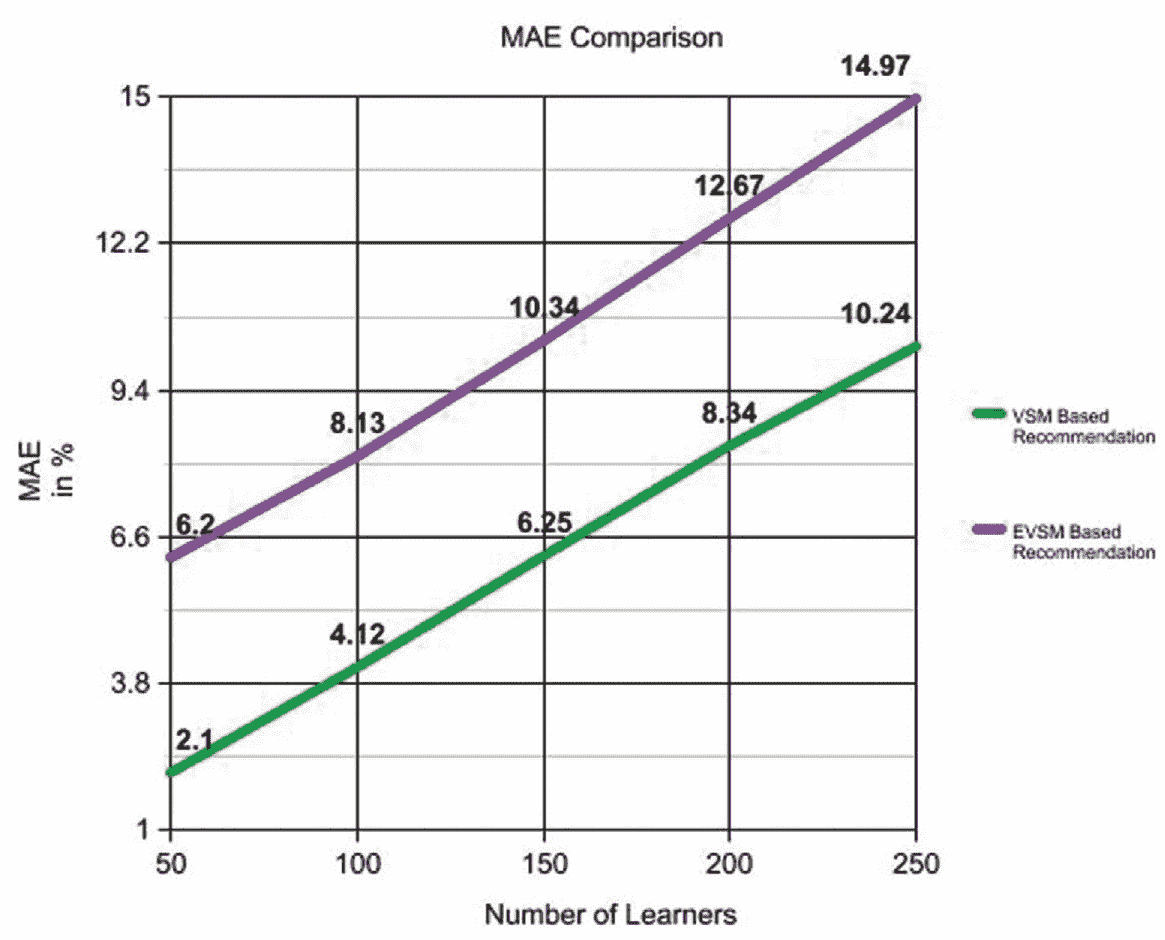 MAE Comparison
14.97
15
12.67
12.2
10.34
10.24
9.4
8.13
8.34
VSM Based
Recommendation
MAE
in %
6.2
6.25
6.6
EVSM Based
Recommendation
4.12
3.8
2.1
1
50 100 150 200 250
Number of Learners